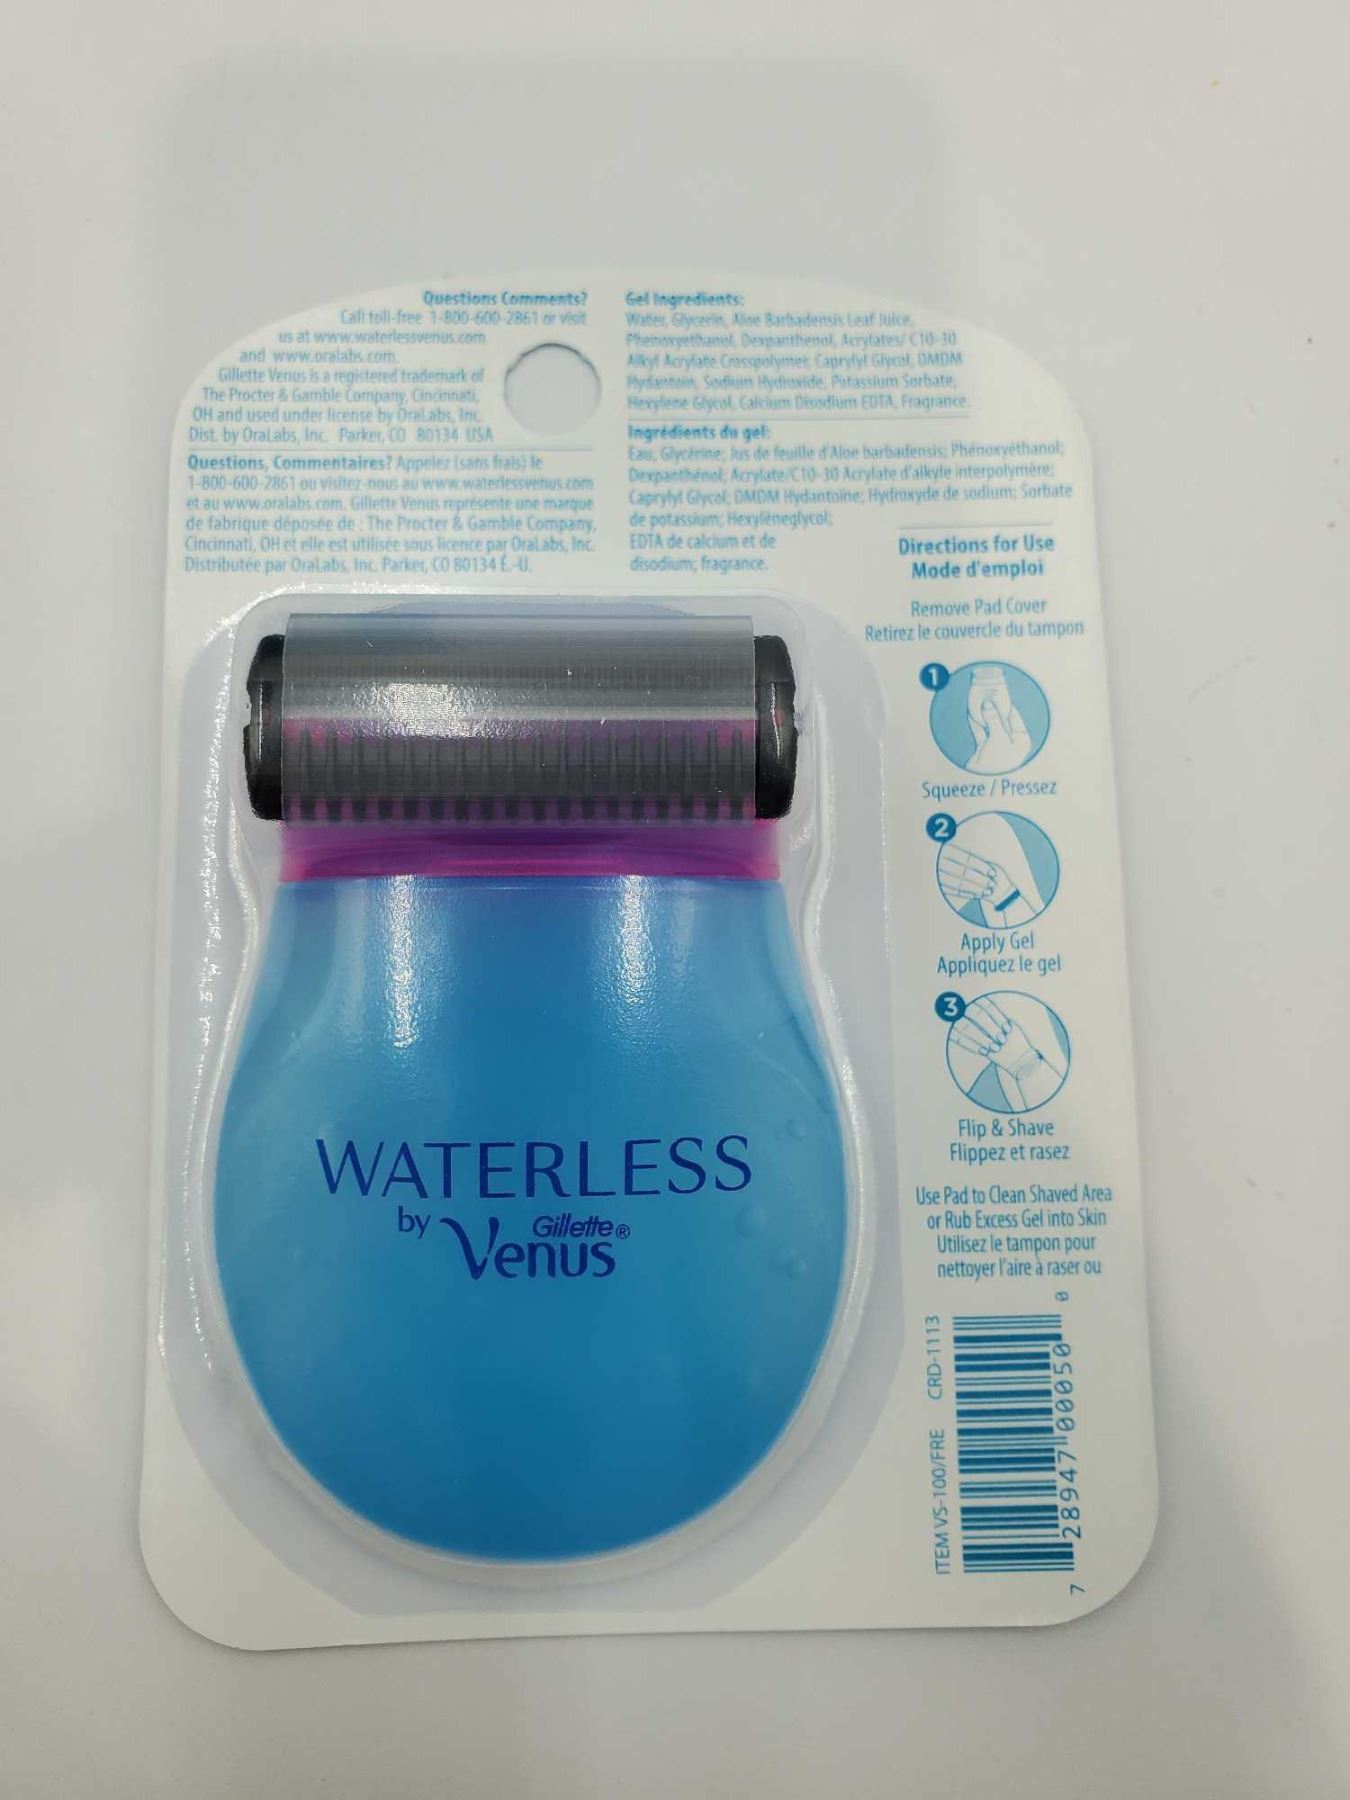 Questions Comments?
Call toll-free 1-800-600-2861 or visit
us at www.waterlessvenus.com
and www.oralabs.com.
Gillette Venus is a registered trademark of
The Procter & Gamble Company, Cincinnati,
OH and used under license by OraLabs, Inc.
Dist. by OraLabs, Inc. Parker, CO 80134 USA
Questions, Commentaires? Appelez (sans frais) le
1-800-600-2861 ou visitez-nous au www.waterlessvenus.com
et au www.oralabs.com. Gillette Venus représente une marque
de fabrique déposée de : The Procter & Gamble Company,
Cincinnati, OH et elle est utilisée sous licence par OraLabs, Inc.
Distributée par OraLabs, Inc. Parker, CO 80134 É.-U.
Gel Ingredients:
Water, Glycerin, Aloe Barbadensis Leaf Juice,
Phenoxyethanol, Dexpanthenol, Acrylates/ C10-30
Alkyl Acrylate Crosspolymer, Caprylyl Glycol, DMDM
Hydantoin, Sodium Hydroxide, Potassium Sorbate,
Hexylene Glycol, Calcium Disodium EDTA, Fragrance.
Ingrédients du gel:
Eau; Glycérine; Jus de feuille d'Aloe barbadensis; Phénoxyéthanol;
Dexpanthénol; Acrylate/C10-30 Acrylate d'alkyle interpolymère;
Caprylyl Glycol; DMDM Hydantoïne; Hydroxyde de sodium; Sorbate
de potassium; Hexylèneglycol;
EDTA de calcium et de
disodium; fragrance.
Directions for Use
Mode d'emploi
Remove Pad Cover
Retirez le couvercle du tampon
1
Squeeze / Pressez
2
Apply Gel
Appliquez le gel
3
Flip & Shave
Flippez et rasez
Use Pad to Clean Shaved Area
or Rub Excess Gel into Skin
Utilisez le tampon pour
nettoyer l'aire à raser ou
WATERLESS
by Gillette®
Venus
ITEM VS-100/FRE CRD-1113
7 28947 00050 0